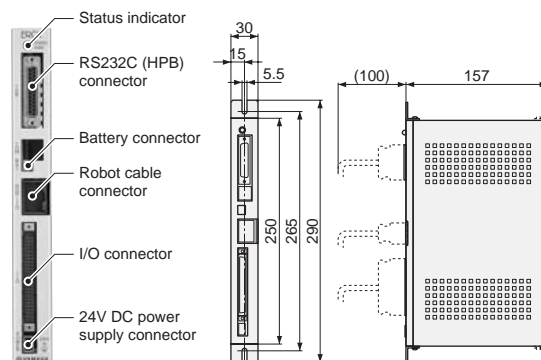 Status indicator
RS232C (HPB)
connector
Battery connector
Robot cable
connector
I/O connector
24V DC power
supply connector
30
15
5.5
250
265
290
(100)
157